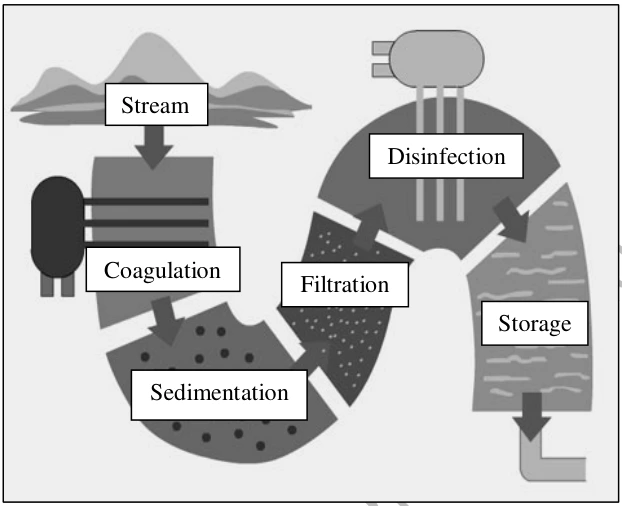 Stream
Coagulation
Sedimentation
Filtration
Disinfection
Storage